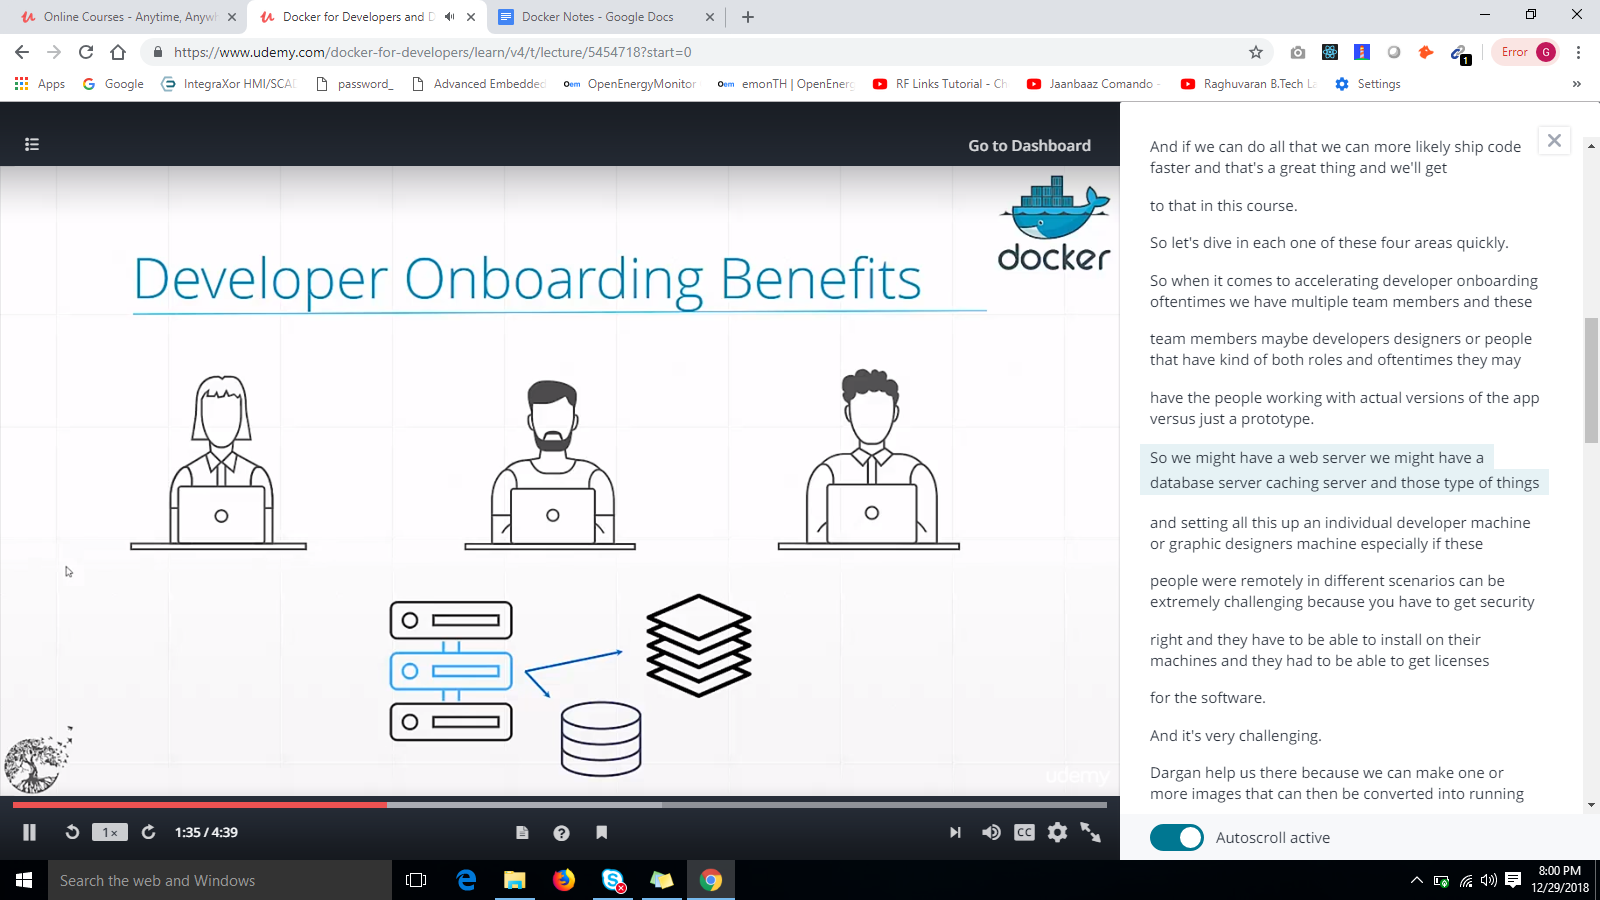 Online Courses - Anytime, Anywh
Docker for Developers and D
Docker Notes - Google Docs
https://www.udemy.com/docker-for-developers/learn/v4/t/lecture/5454718?start=0
1
Error G
Apps
Google
IntegraXor HMI/SCAD
password_
Advanced Embedded
OpenEnergyMonitor
emonTH | OpenEnerg
RF Links Tutorial - Ch
Jaanbaaz Comando -
Raghuvaran B.Tech La
Settings
»
Go to Dashboard
docker
Developer Onboarding Benefits
udemy
1×
1:35 / 4:39
?
CC
And if we can do all that we can more likely ship code
faster and that's a great thing and we'll get
to that in this course.
So let's dive in each one of these four areas quickly.
So when it comes to accelerating developer onboarding
oftentimes we have multiple team members and these
team members maybe developers designers or people
that have kind of both roles and oftentimes they may
have the people working with actual versions of the app
versus just a prototype.
So we might have a web server we might have a
database server caching server and those type of things
and setting all this up an individual developer machine
or graphic designers machine especially if these
people were remotely in different scenarios can be
extremely challenging because you have to get security
right and they have to be able to install on their
machines and they had to be able to get licenses
for the software.
And it's very challenging.
Dargan help us there because we can make one or
more images that can then be converted into running
Autoscroll active
Search the web and Windows
8:00 PM
12/29/2018